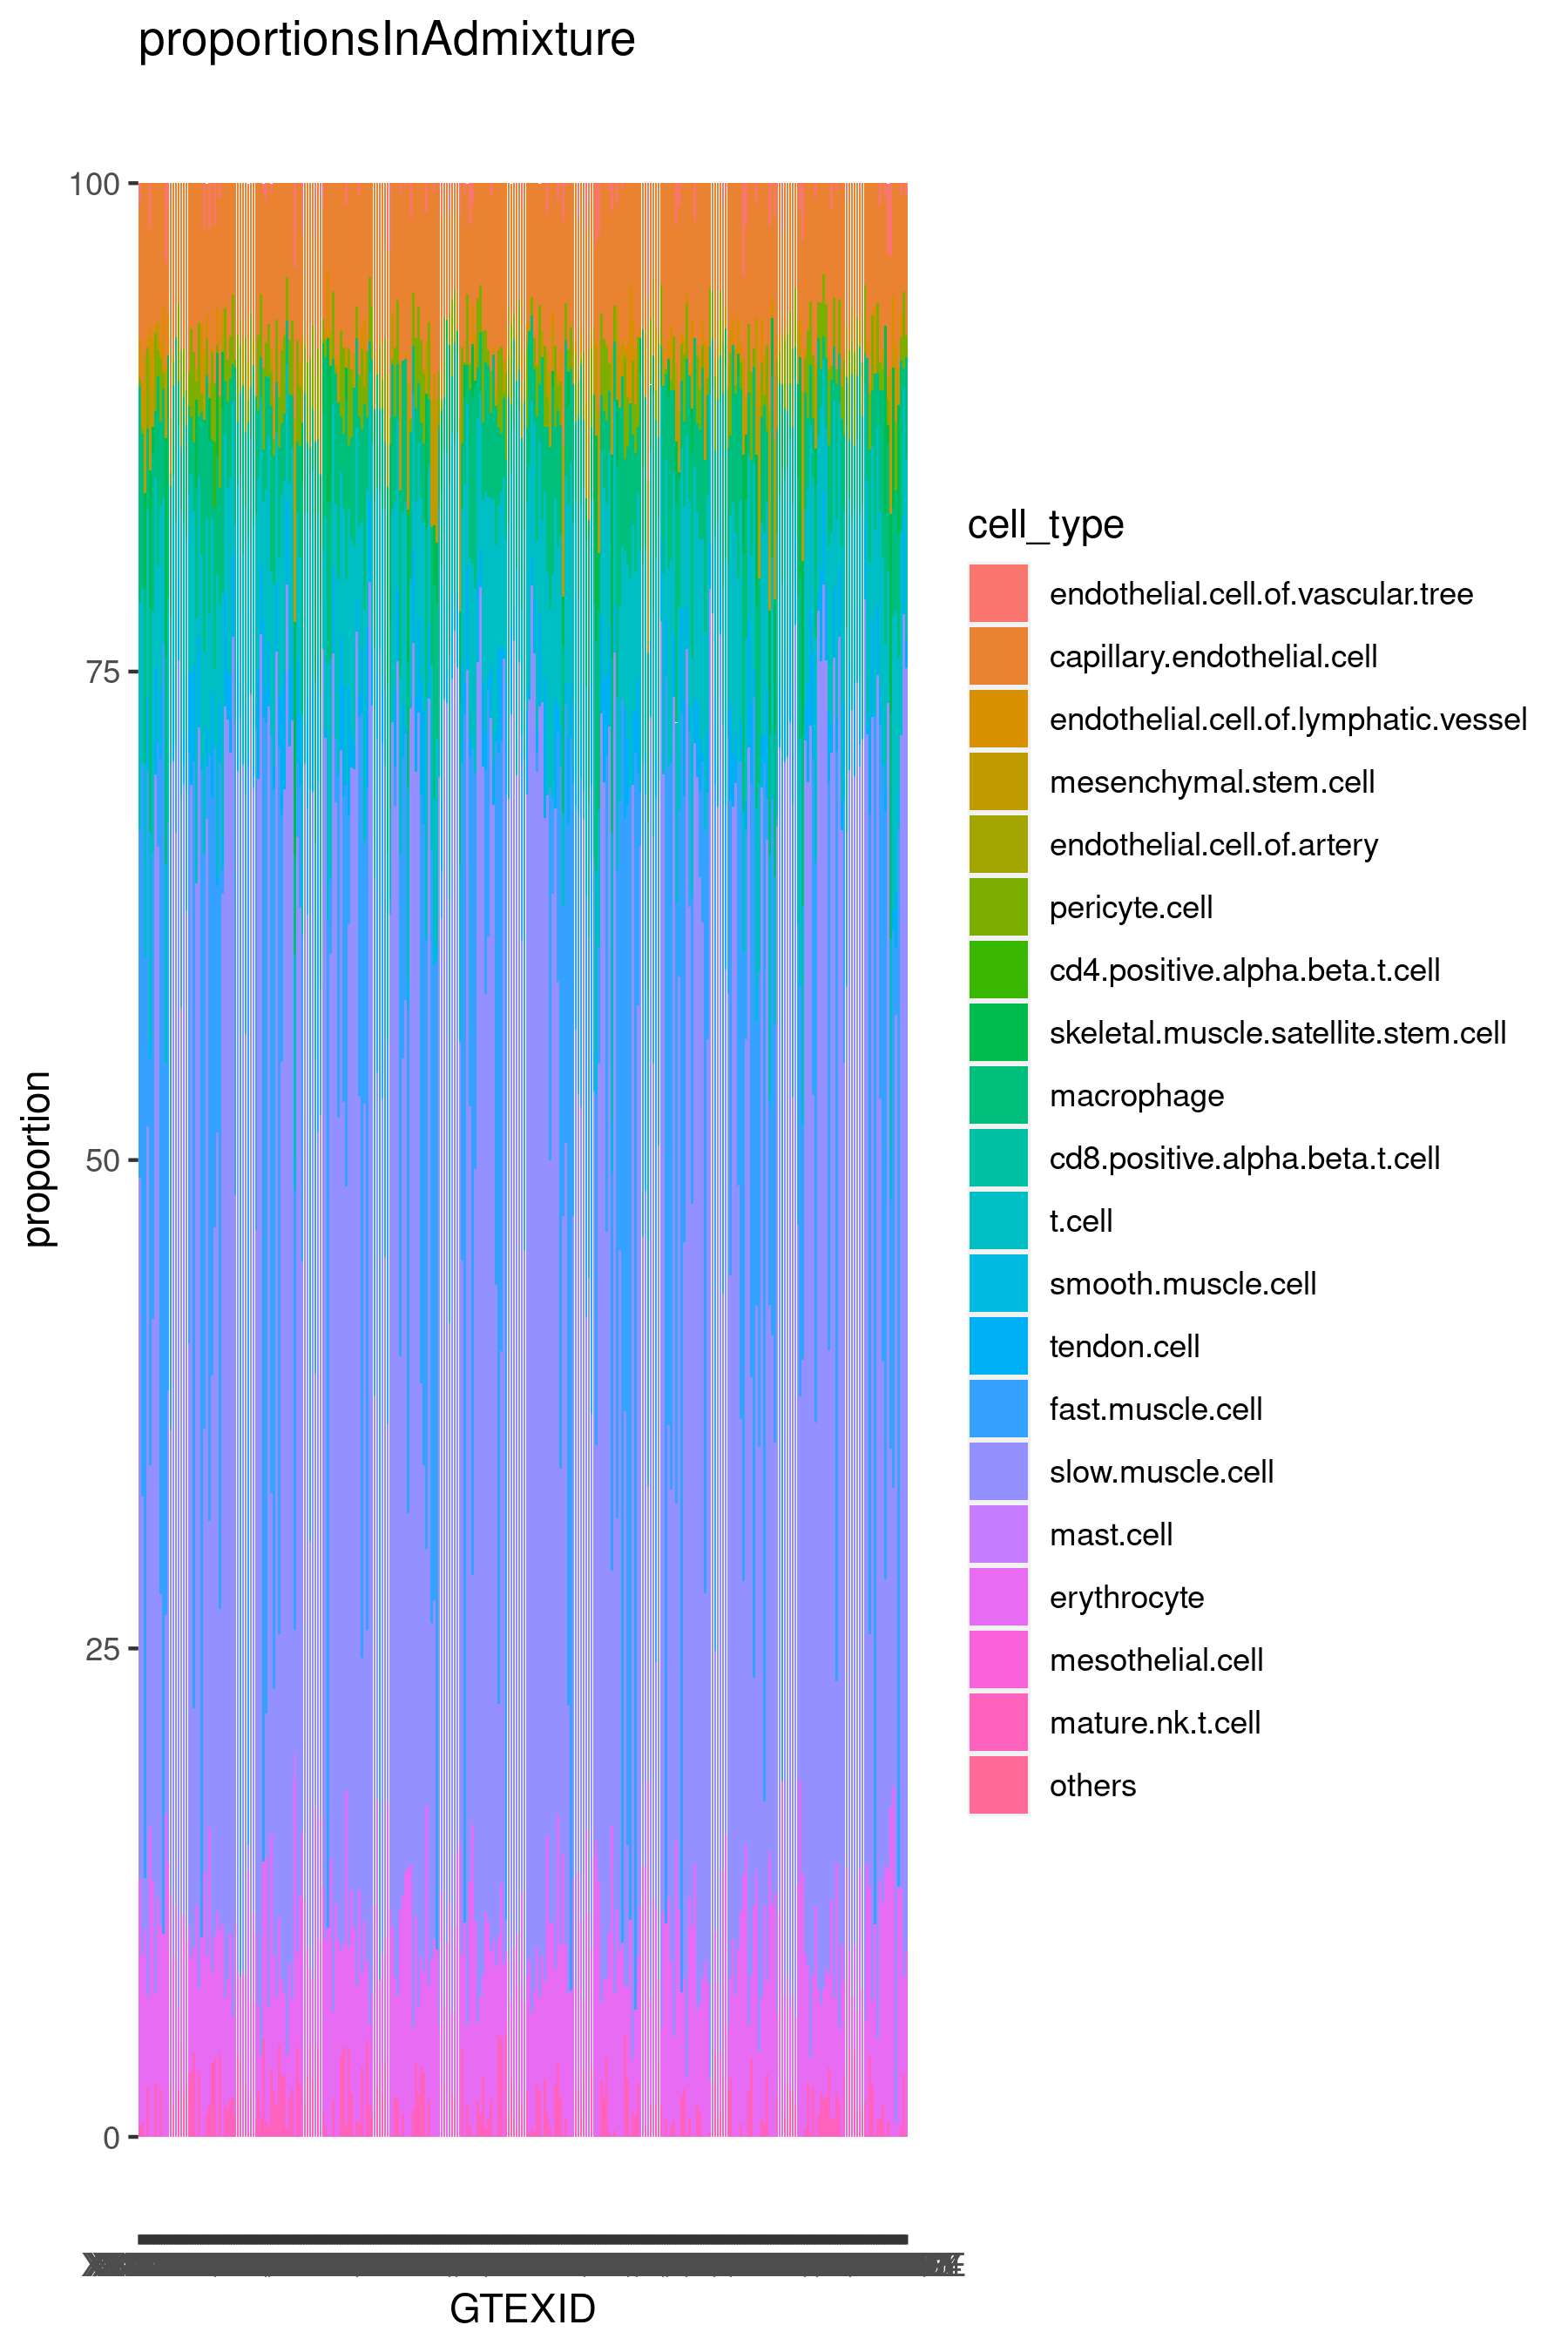 proportionsInAdmixture
100
75
50
25
0
proportion
GTEXID
cell_type
endothelial.cell.of.vascular.tree
capillary.endothelial.cell
endothelial.cell.of.lymphatic.vessel
mesenchymal.stem.cell
endothelial.cell.of.artery
pericyte.cell
cd4.positive.alpha.beta.t.cell
skeletal.muscle.satellite.stem.cell
macrophage
cd8.positive.alpha.beta.t.cell
t.cell
smooth.muscle.cell
tendon.cell
fast.muscle.cell
slow.muscle.cell
mast.cell
erythrocyte
mesothelial.cell
mature.nk.t.cell
others